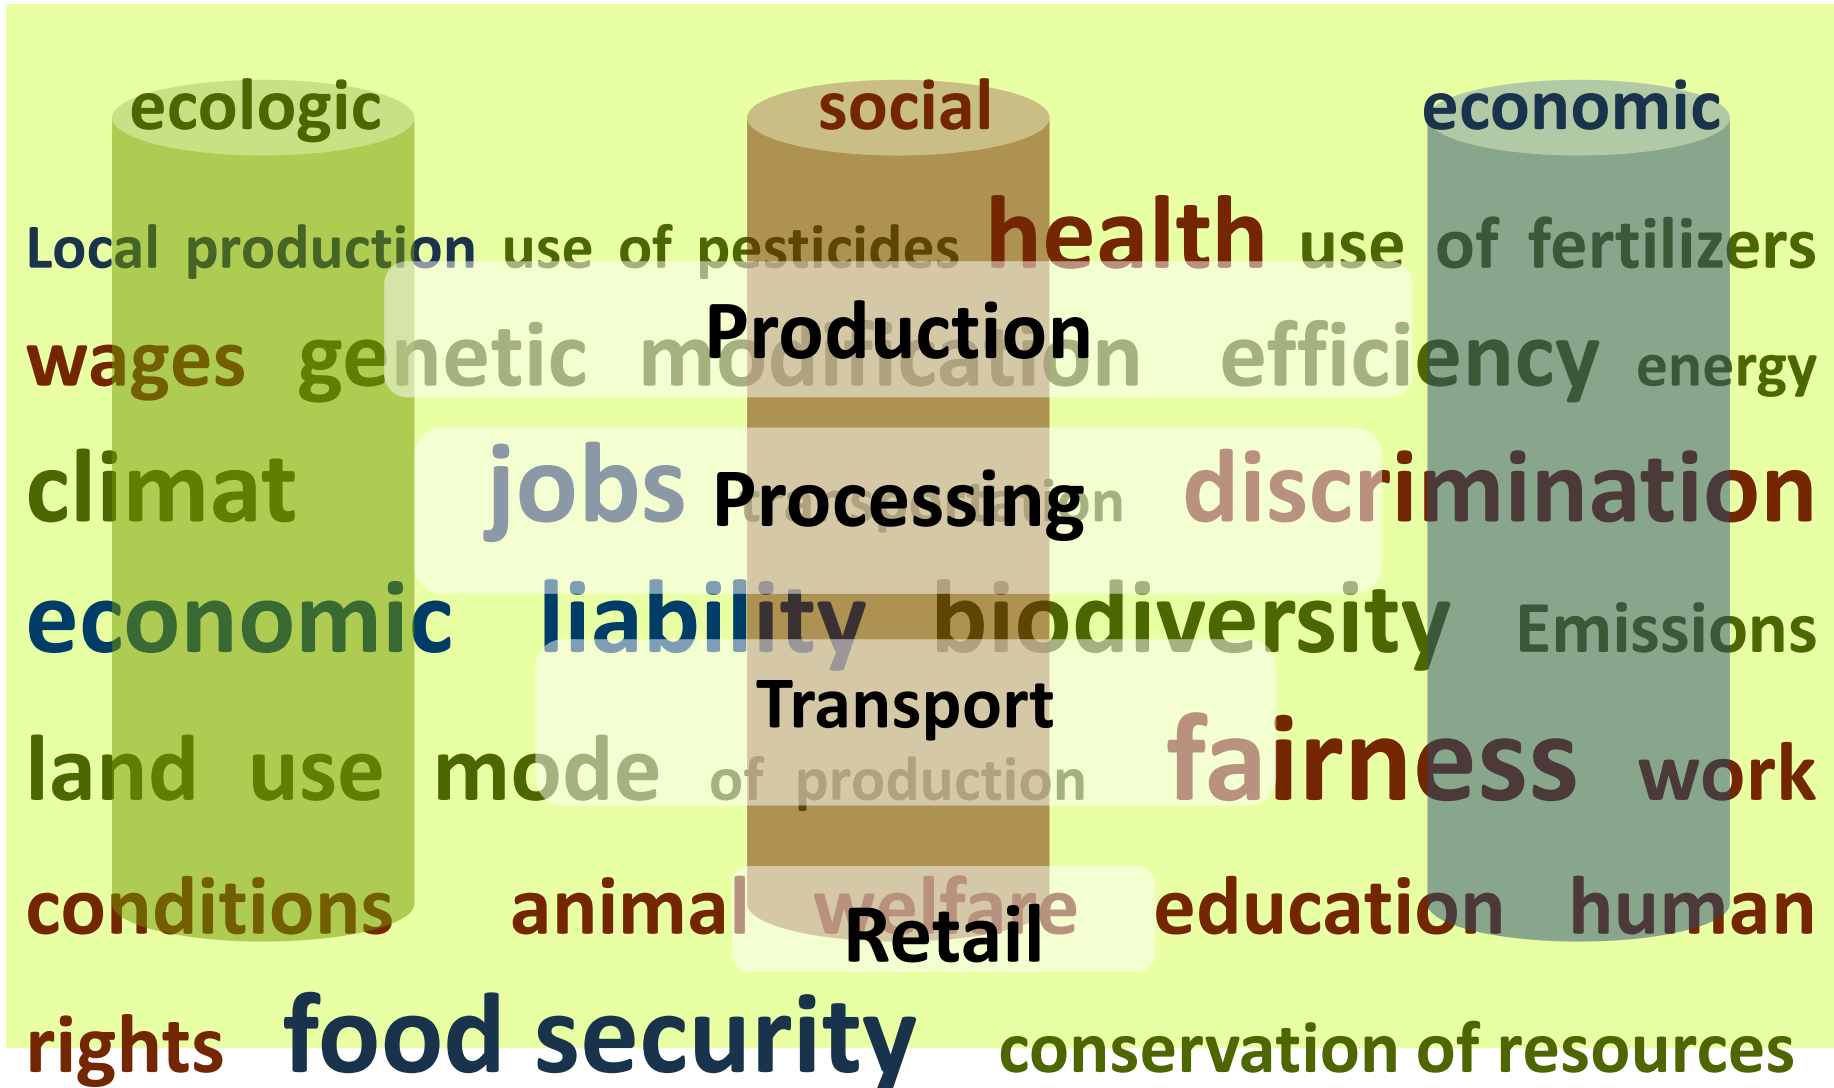 ecologic social economic
Local production use of pesticides health use of fertilizers
Production
wages genetic modification efficiency energy
climat jobs transportation discrimination
Processing
economic liability biodiversity Emissions
Transport
land use mode of production fairness work
conditions animal welfare education human
Retail
rights food security conservation of resources